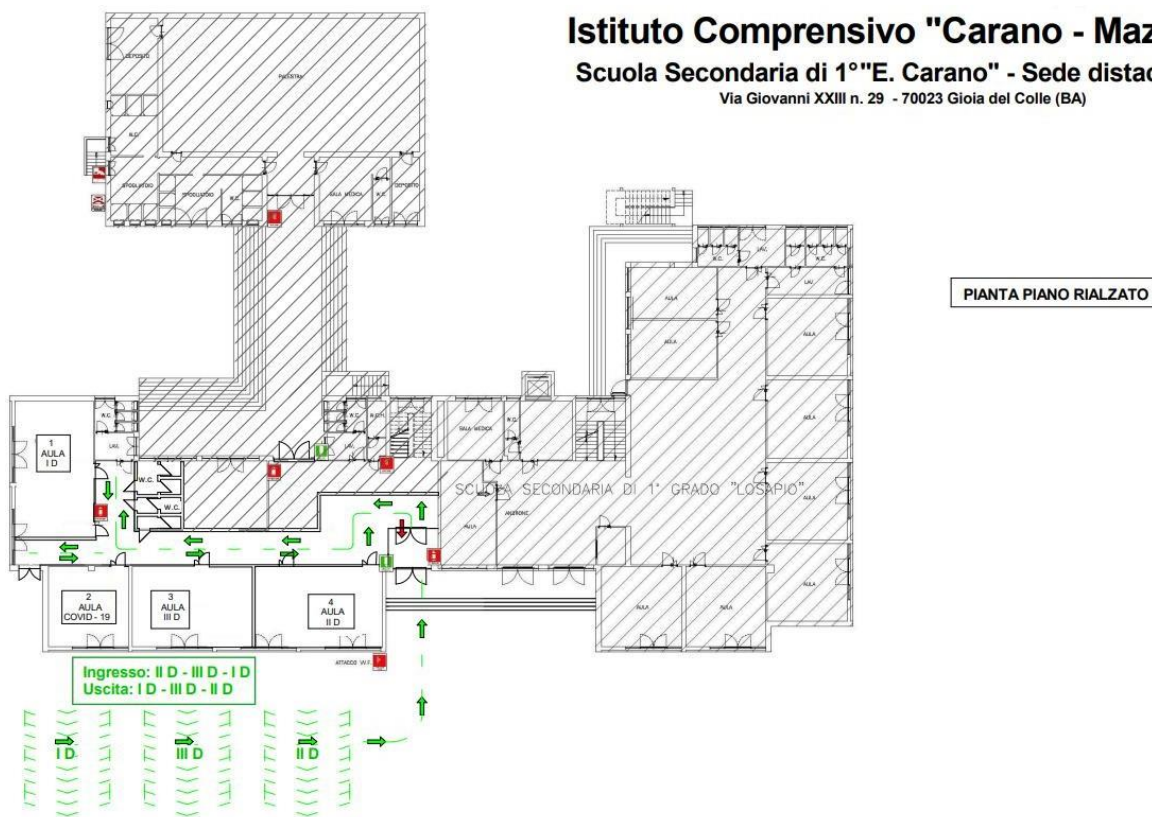 Istituto Comprensivo "Carano - Maz
Scuola Secondaria di 1°"E. Carano" - Sede distac
Via Giovanni XXIII n. 29 - 70023 Gioia del Colle (BA)
PIANTA PIANO RIALZATO
DEPOSITO
PALESTRA
W.C.
SPOGLIATOIO
SPOGLIATOIO
W.C.
SALA MEDICA
W.C.
DEPOSITO
W.C.
LAV.
W.C.
LAV.
AULA
AULA
AULA
AULA
AULA
AULA
W.C.
LAV.
W.C.
W.C.H.
LAV.
SALA MEDICA
W.C.
1
AULA
I D
W.C.
W.C.
SCUOLA SECONDARIA DI 1° GRADO "LOSAPIO"
AULA
ANDRONE
2
AULA
COVID - 19
3
AULA
III D
4
AULA
II D
AULA
AULA
ATTACCO VV.F.
Ingresso: II D - III D - I D
Uscita: I D - III D - II D
I D
III D
II D